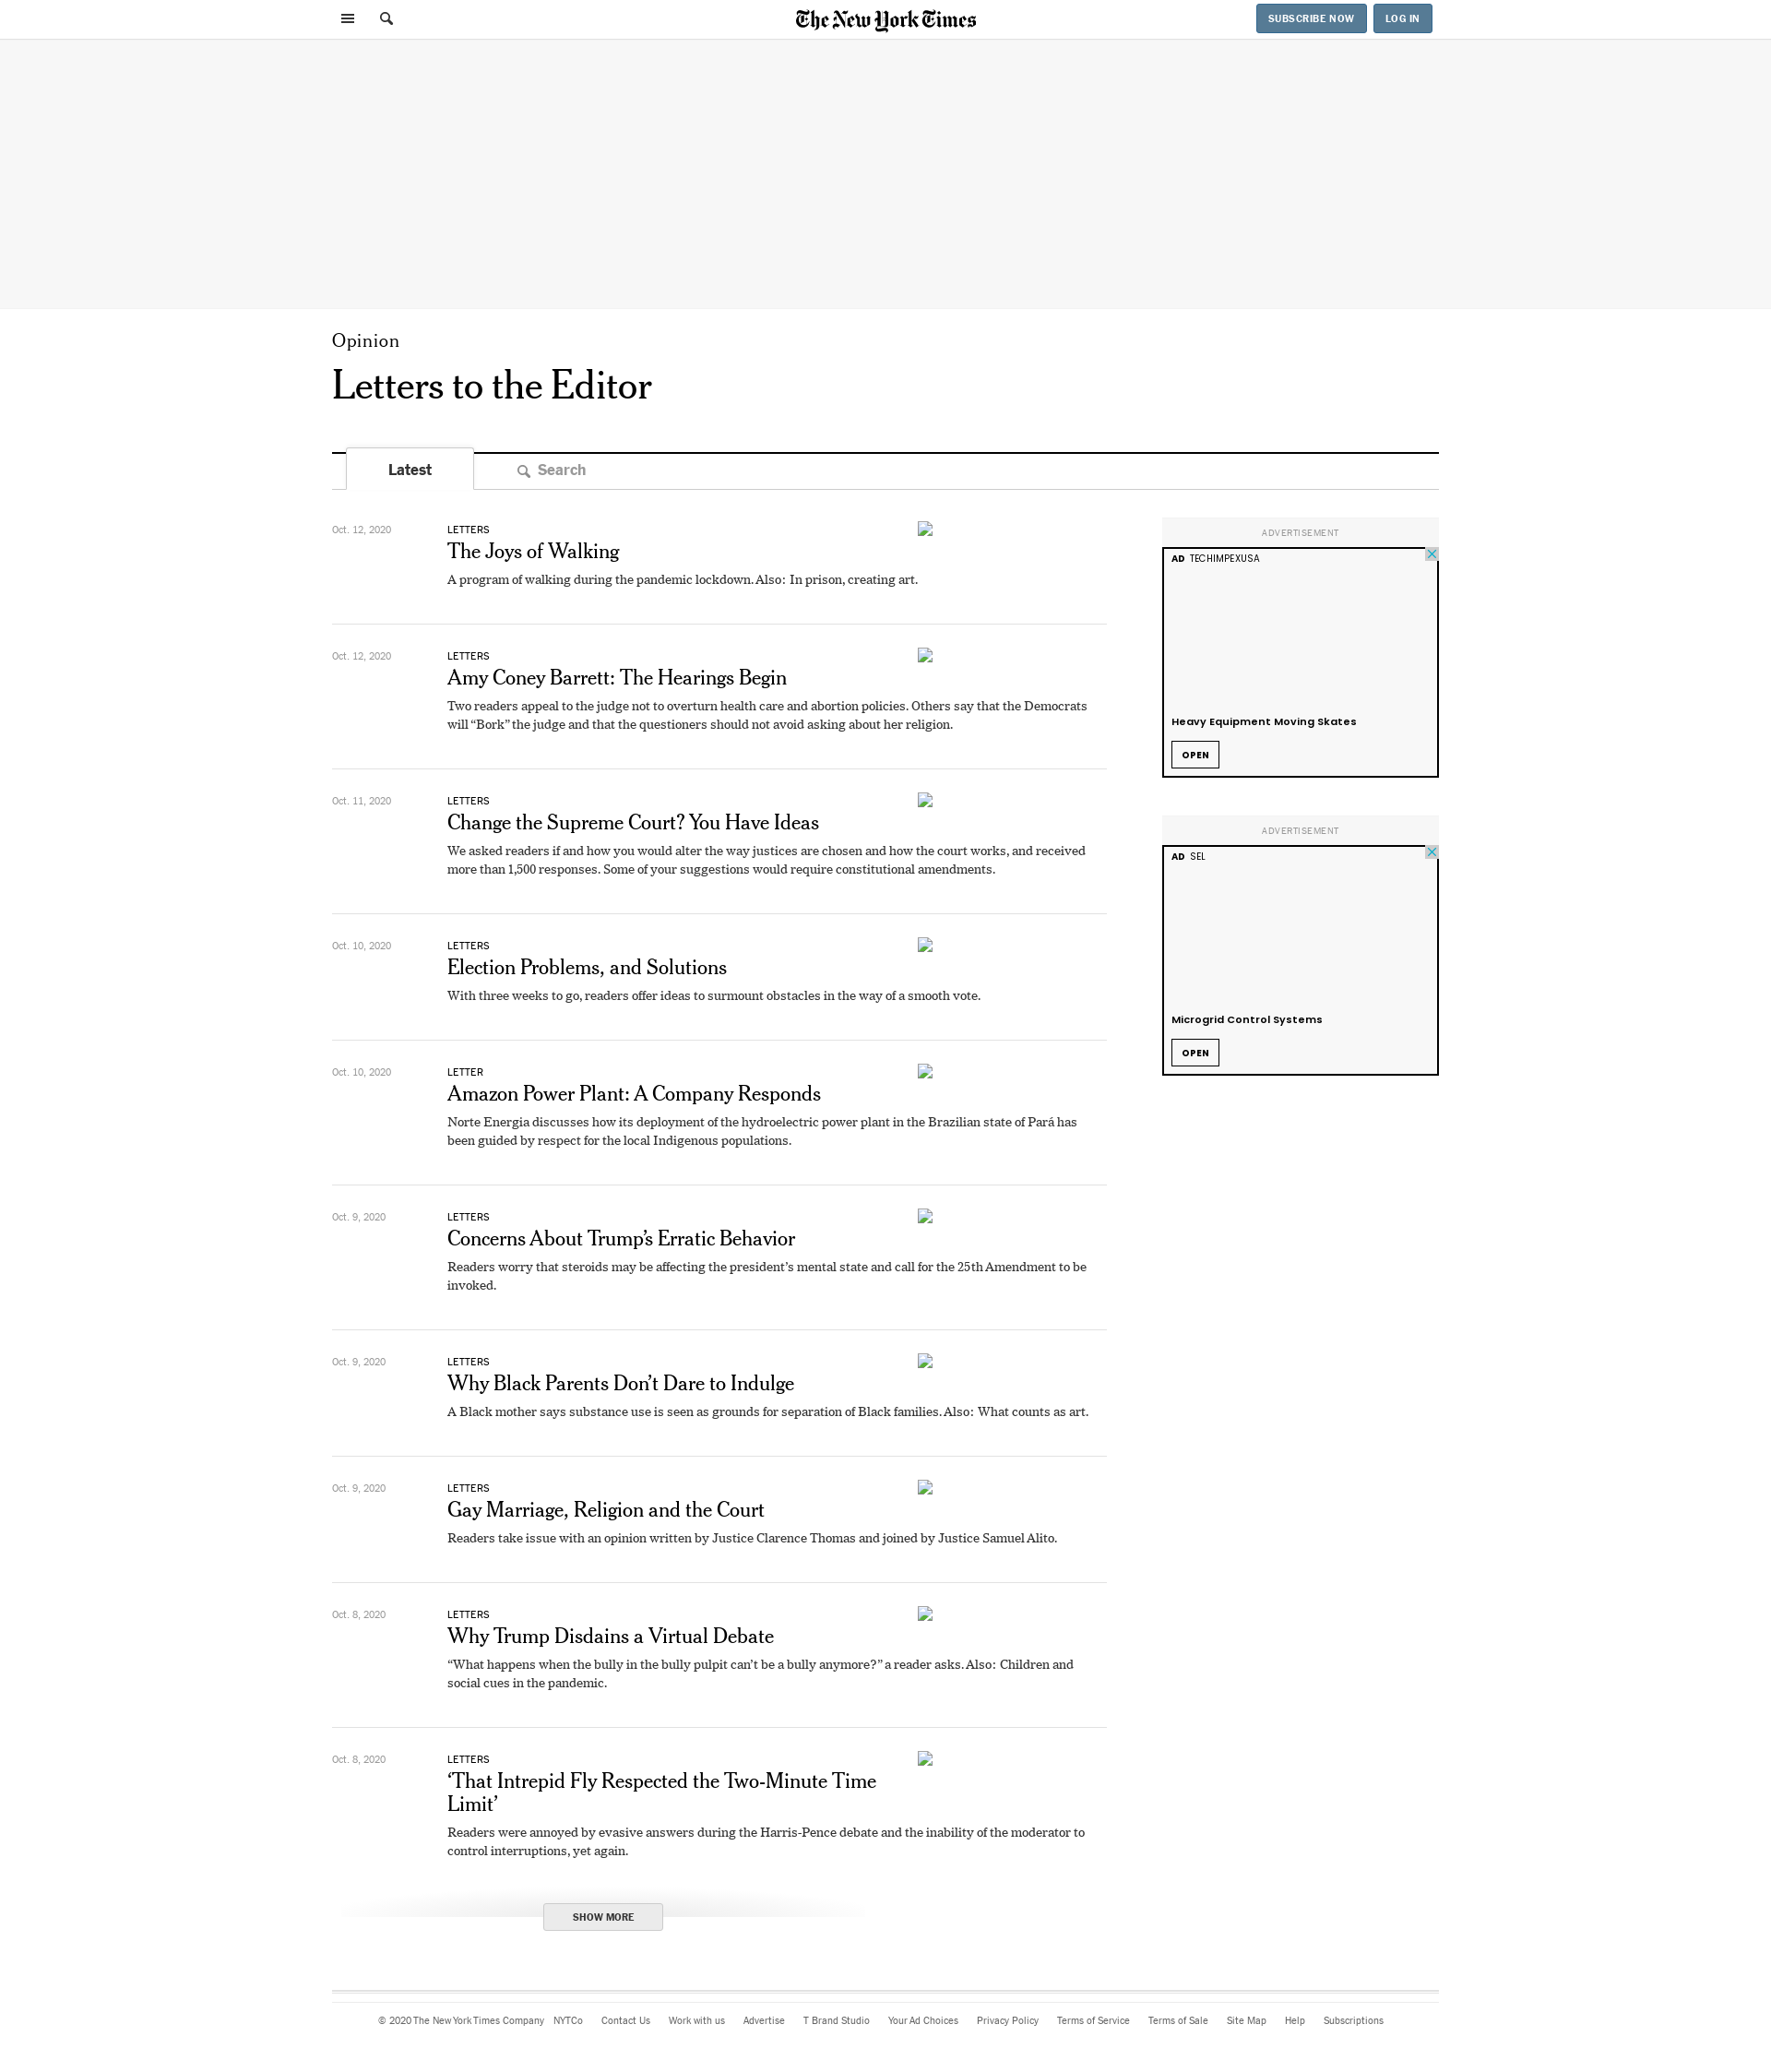 The New York Times
SUBSCRIBE NOW
LOG IN
Opinion
Letters to the Editor
Latest
Search
Oct. 12, 2020
LETTERS
The Joys of Walking
A program of walking during the pandemic lockdown. Also: In prison, creating art.
Oct. 12, 2020
LETTERS
Amy Coney Barrett: The Hearings Begin
Two readers appeal to the judge not to overturn health care and abortion policies. Others say that the Democrats
will “Bork” the judge and that the questioners should not avoid asking about her religion.
Oct. 11, 2020
LETTERS
Change the Supreme Court? You Have Ideas
We asked readers if and how you would alter the way justices are chosen and how the court works, and received
more than 1,500 responses. Some of your suggestions would require constitutional amendments.
Oct. 10, 2020
LETTERS
Election Problems, and Solutions
With three weeks to go, readers offer ideas to surmount obstacles in the way of a smooth vote.
Oct. 10, 2020
LETTER
Amazon Power Plant: A Company Responds
Norte Energia discusses how its deployment of the hydroelectric power plant in the Brazilian state of Pará has
been guided by respect for the local Indigenous populations.
Oct. 9, 2020
LETTERS
Concerns About Trump’s Erratic Behavior
Readers worry that steroids may be affecting the president’s mental state and call for the 25th Amendment to be
invoked.
Oct. 9, 2020
LETTERS
Why Black Parents Don’t Dare to Indulge
A Black mother says substance use is seen as grounds for separation of Black families. Also: What counts as art.
Oct. 9, 2020
LETTERS
Gay Marriage, Religion and the Court
Readers take issue with an opinion written by Justice Clarence Thomas and joined by Justice Samuel Alito.
Oct. 8, 2020
LETTERS
Why Trump Disdains a Virtual Debate
“What happens when the bully in the bully pulpit can’t be a bully anymore?” a reader asks. Also: Children and
social cues in the pandemic.
Oct. 8, 2020
LETTERS
‘That Intrepid Fly Respected the Two-Minute Time
Limit’
Readers were annoyed by evasive answers during the Harris-Pence debate and the inability of the moderator to
control interruptions, yet again.
SHOW MORE
ADVERTISEMENT
AD TECHIMPEXUSA
Heavy Equipment Moving Skates
OPEN
ADVERTISEMENT
AD SEL
Microgrid Control Systems
OPEN
© 2020 The New York Times Company NYTCo Contact Us Work with us Advertise T Brand Studio Your Ad Choices Privacy Policy Terms of Service Terms of Sale Site Map Help Subscriptions